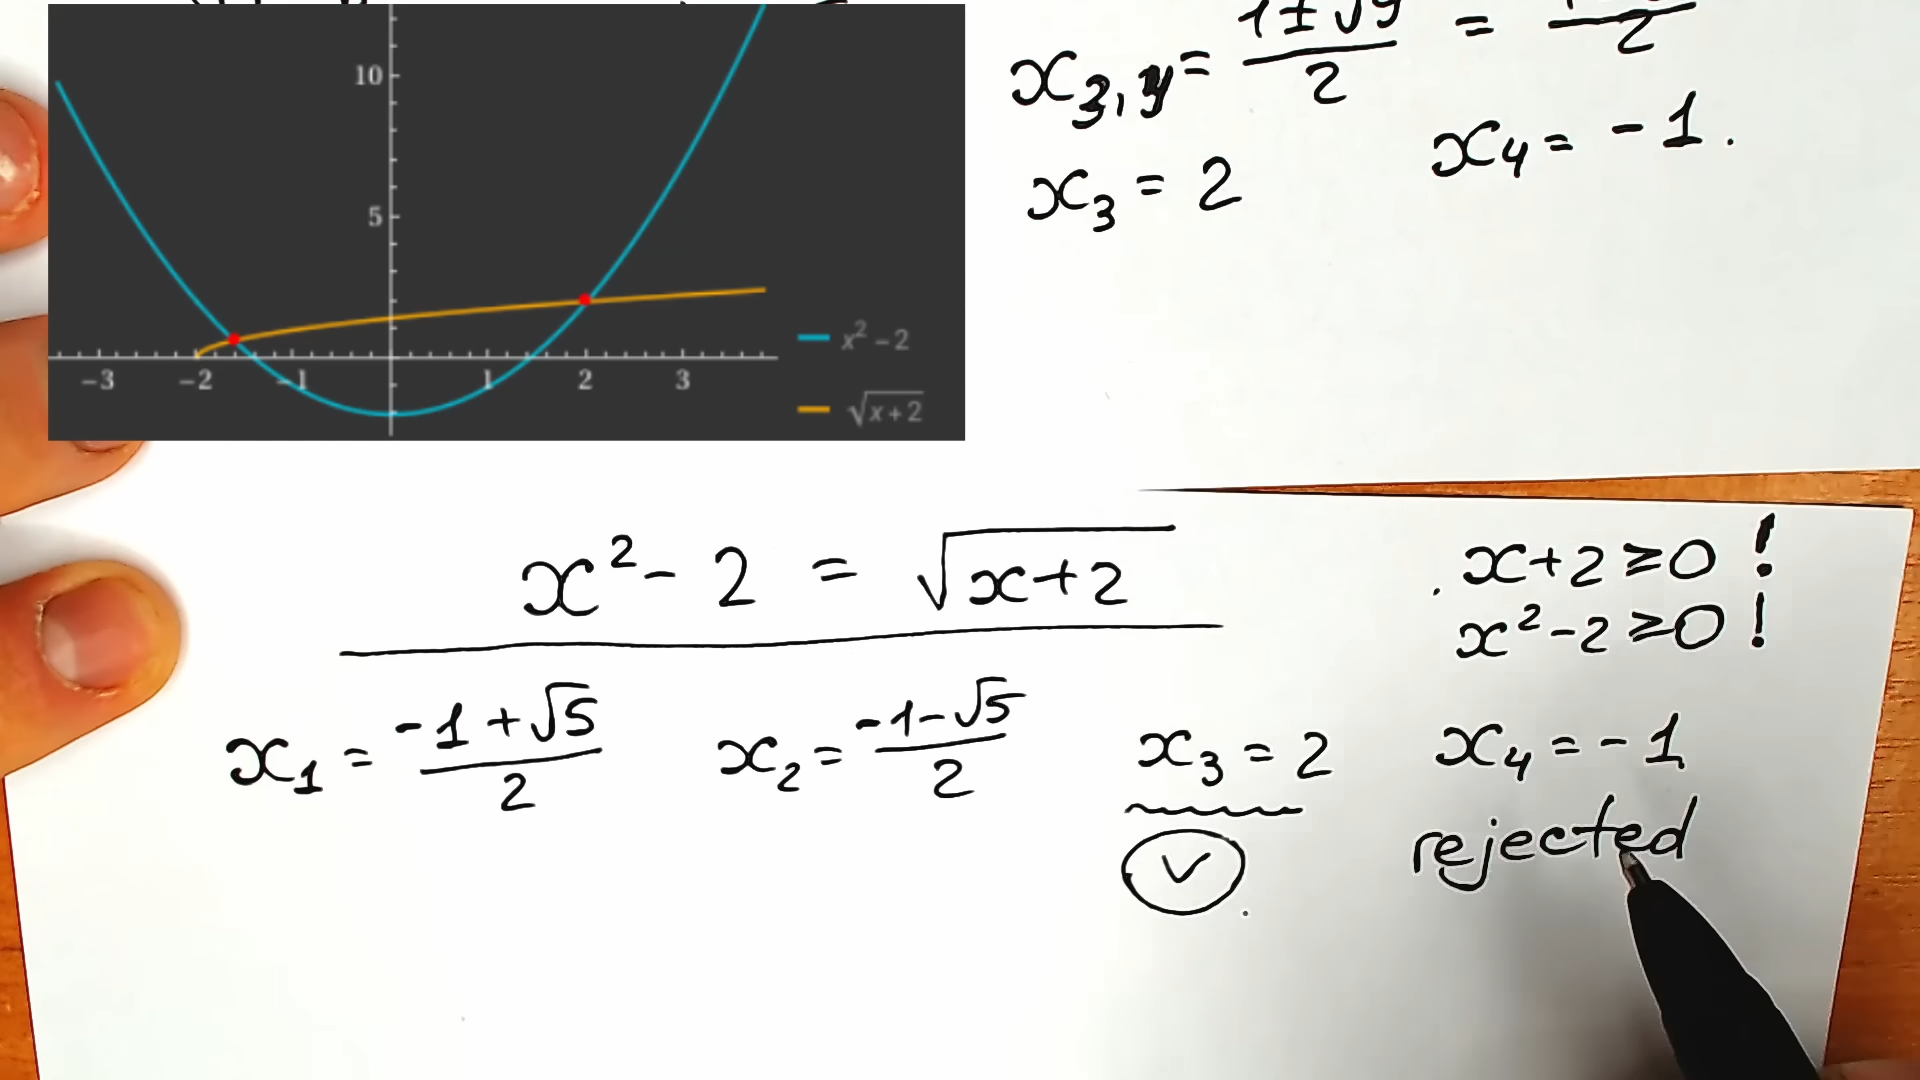 10
5
-3 -2 -1 1 2 3
x² - 2
√(x + 2)
x₃,₄ = (1 ± √9)/2 = /2
x₃ = 2 x₄ = -1.
x² - 2 = √(x+2)
x+2 ≥ 0 !
x² - 2 ≥ 0 !
x₁ = (-1 + √5)/2 x₂ = (-1 - √5)/2 x₃ = 2 x₄ = -1
rejected